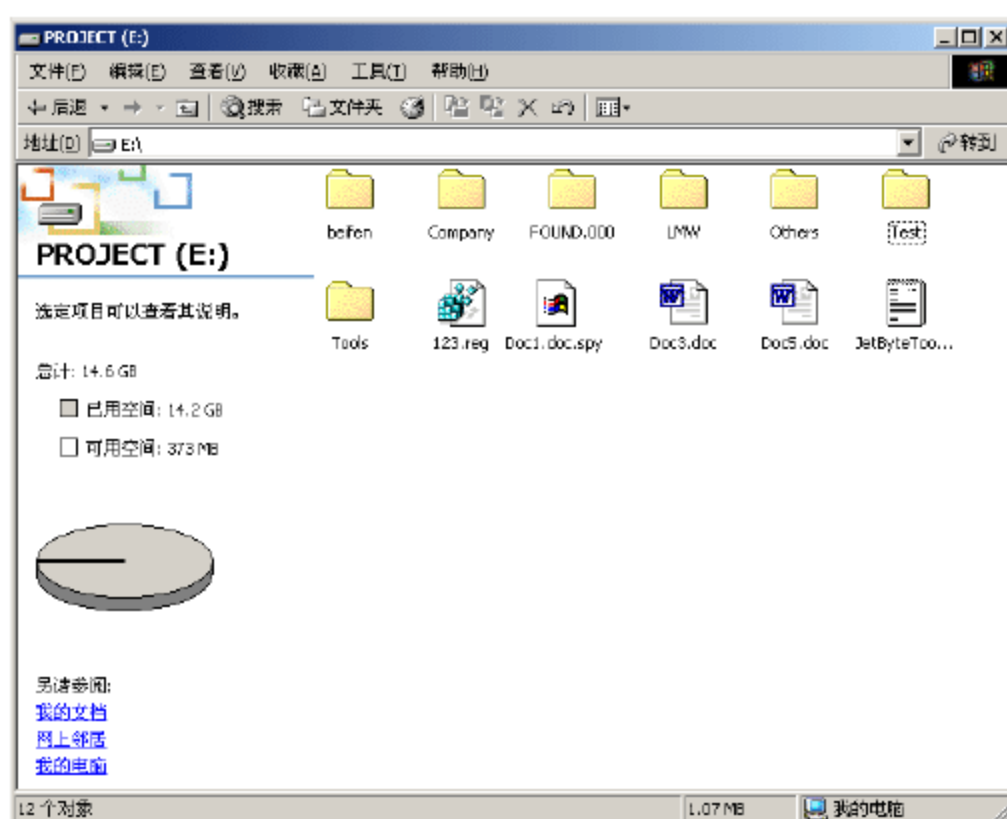 PROJECT (E:)
文件(F) 编辑(E) 查看(V) 收藏(A) 工具(T) 帮助(H)
后退 搜索 文件夹
地址(D) E:\ 转到
PROJECT (E:)
选定项目可以查看其说明。
总计: 14.6 GB
已用空间: 14.2 GB
可用空间: 373 MB
另请参阅:
我的文档
网上邻居
我的电脑
beifen Company FOUND.000 LMW Others Test
Tools 123.reg Doc1.doc.spy Doc3.doc Doc5.doc JetByteToo...
12 个对象 1.07 MB 我的电脑